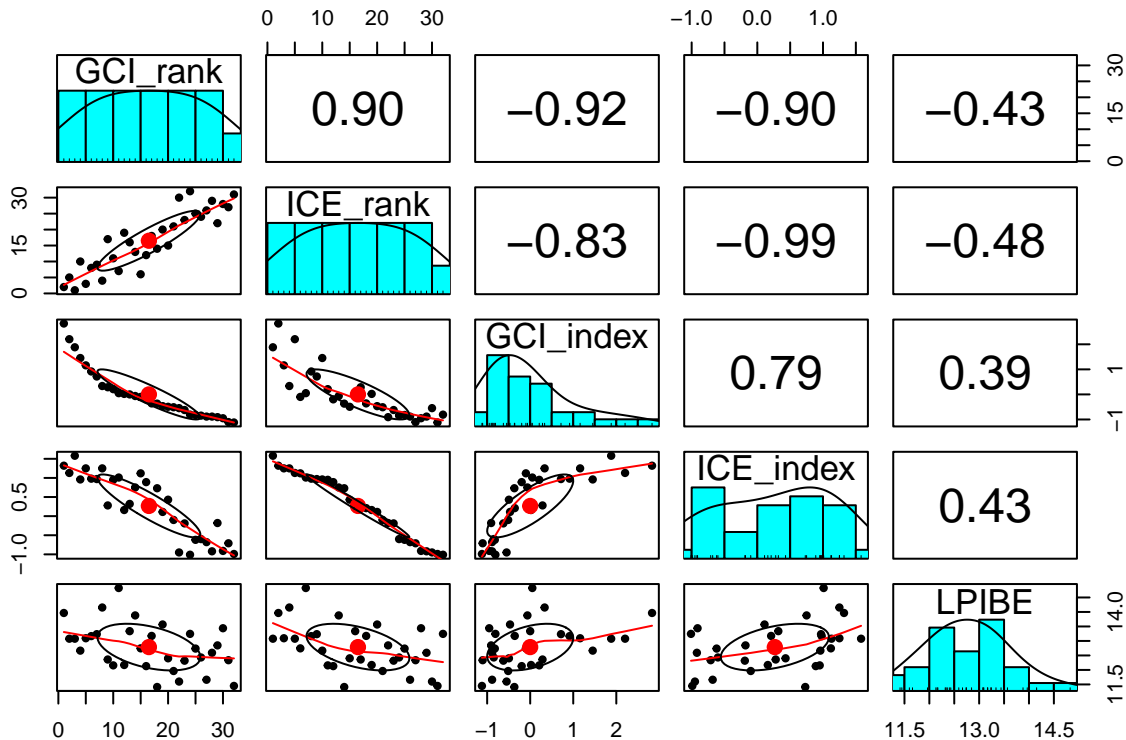 0 10 20 30 −1.0 0.0 1.0
GCI_rank 0.90 −0.92 −0.90 −0.43 0 15 30
0 15 30 ICE_rank −0.83 −0.99 −0.48
GCI_index 0.79 0.39 −1 1
−1.0 0.5 ICE_index 0.43
LPIBE 11.5 13.0 14.0
0 10 20 30 −1 0 1 2 11.5 13.0 14.5